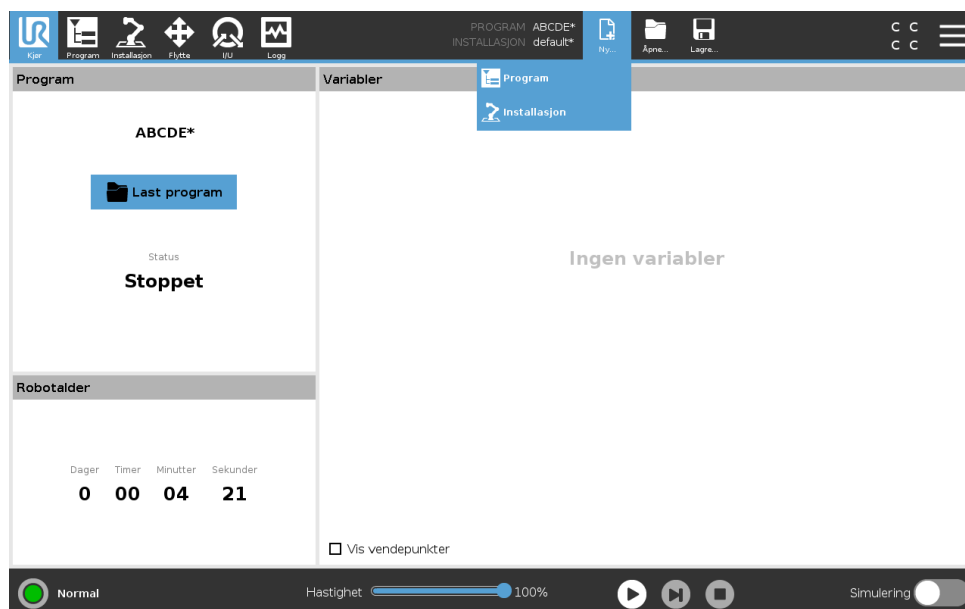 UR
Kjør
Program
Installasjon
Flytte
I/U
Logg
PROGRAM ABCDE*
INSTALLASJON default*
Ny...
Åpne...
Lagre...
C C
C C
Program
Variabler
Program
Installasjon
ABCDE*
Last program
Status
Stoppet
Ingen variabler
Robotalder
Dager Timer Minutter Sekunder
0 00 04 21
Vis vendepunkter
Normal
Hastighet 100%
Simulering